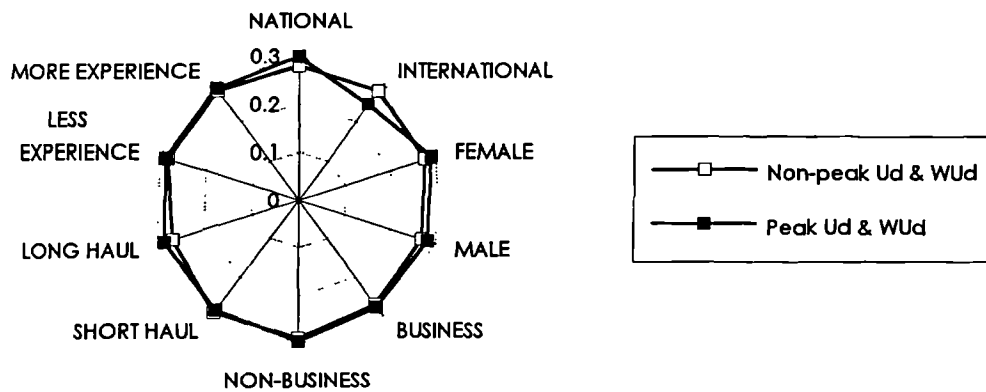 NATIONAL
0.3
MORE EXPERIENCE
INTERNATIONAL
0.2
LESS
EXPERIENCE
0.1
FEMALE
0
LONG HAUL
MALE
SHORT HAUL
BUSINESS
NON-BUSINESS
Non-peak Ud & WUd
Peak Ud & WUd